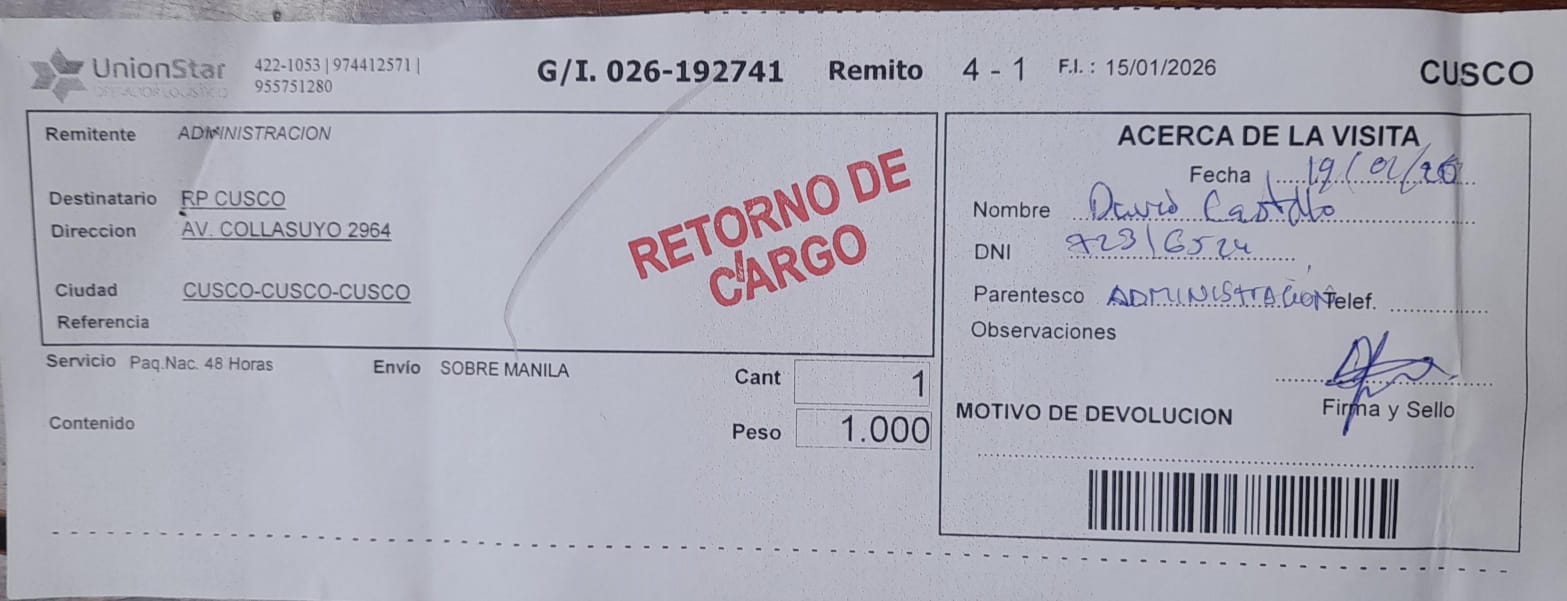 UnionStar
OPERADOR LOGISTICO
422-1053 | 974412571 |
955751280
G/I. 026-192741 Remito 4 - 1 F.I. : 15/01/2026 CUSCO
Remitente ADMINISTRACION
Destinatario RP CUSCO
Direccion AV. COLLASUYO 2964
Ciudad CUSCO-CUSCO-CUSCO
Referencia
RETORNO DE
CARGO
Servicio Paq.Nac. 48 Horas Envío SOBRE MANILA
Cant 1
Contenido
Peso 1.000
ACERCA DE LA VISITA
Fecha 19/01/26
Nombre David Castillo
DNI 72316524
Parentesco ADMINISTRACION Telef.
Observaciones
Firma y Sello
MOTIVO DE DEVOLUCION